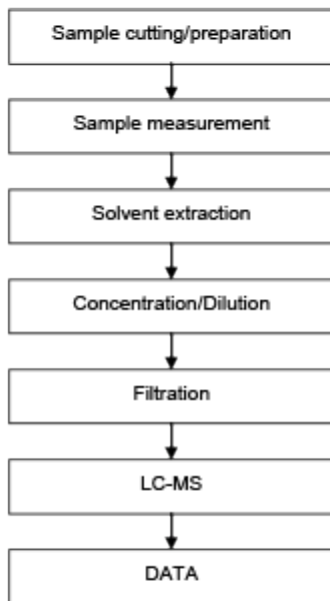 Sample cutting/preparation
Sample measurement
Solvent extraction
Concentration/Dilution
Filtration
LC-MS
DATA